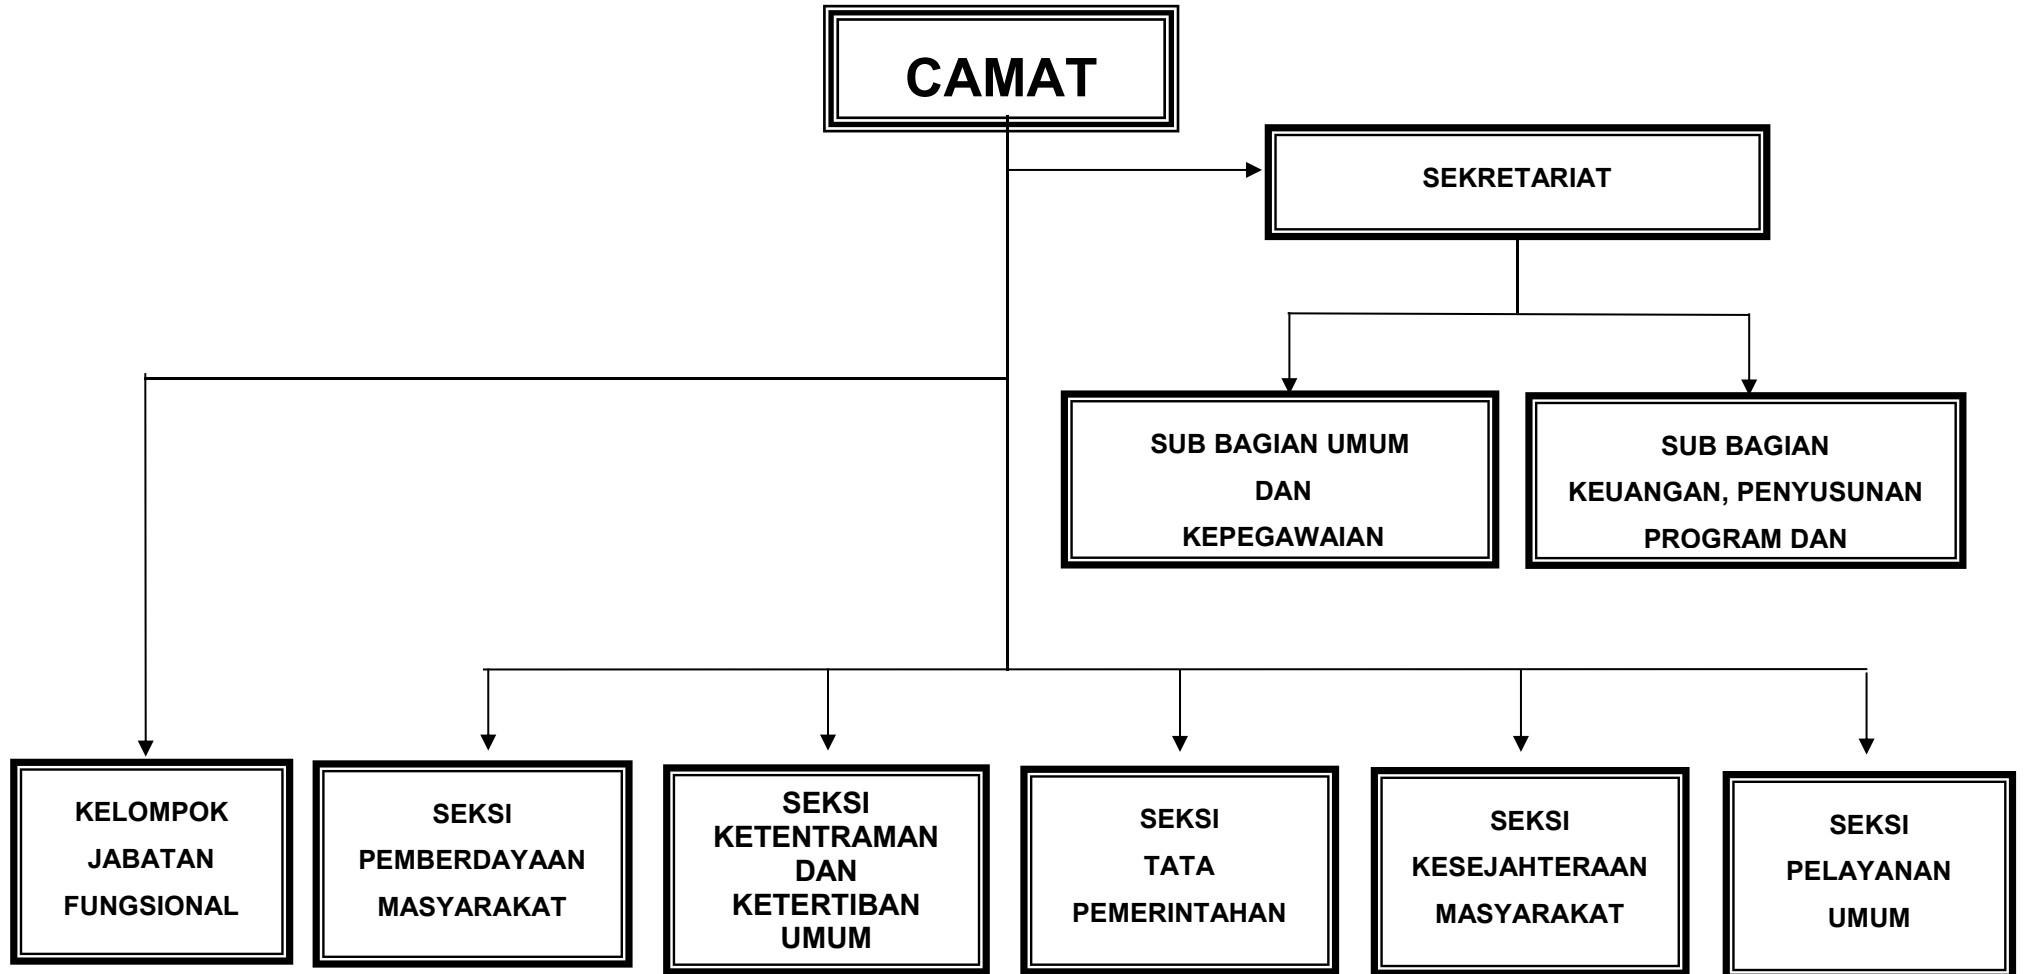 CAMAT
SEKRETARIAT
SUB BAGIAN UMUM
DAN
KEPEGAWAIAN
SUB BAGIAN
KEUANGAN, PENYUSUNAN
PROGRAM DAN
KELOMPOK
JABATAN
FUNGSIONAL
SEKSI
PEMBERDAYAAN
MASYARAKAT
SEKSI
KETENTRAMAN
DAN
KETERTIBAN
UMUM
SEKSI
TATA
PEMERINTAHAN
SEKSI
KESEJAHTERAAN
MASYARAKAT
SEKSI
PELAYANAN
UMUM